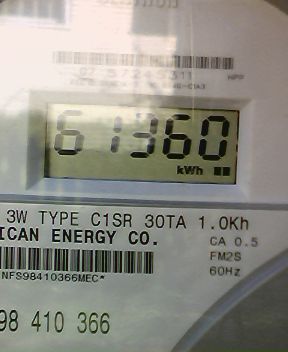 61360
kWh
3W TYPE C1SR 30TA 1.0Kh
ICAN ENERGY CO.
CA 0.5
FM2S
60Hz
NFS98410366MEC*
98 410 366